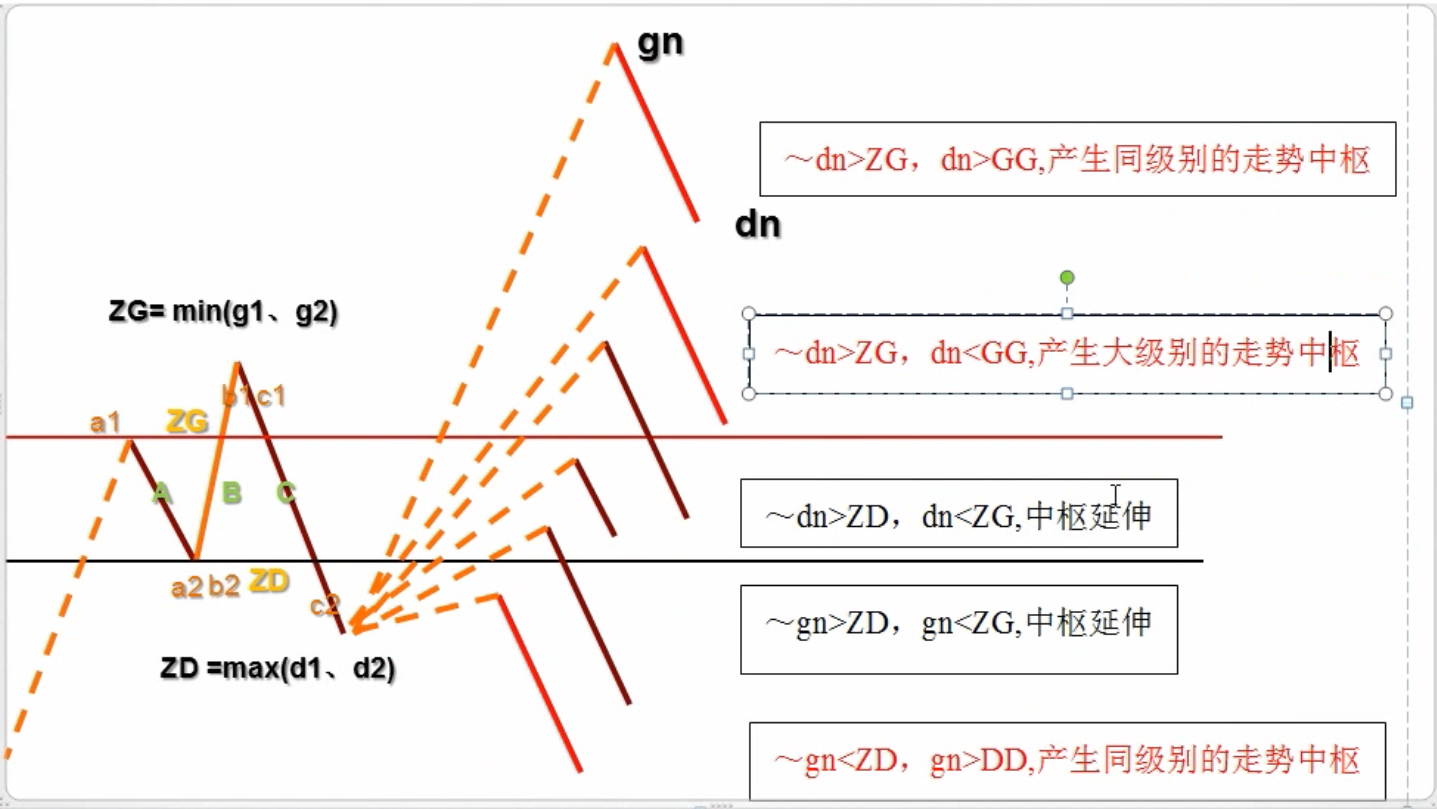 gn
～dn>ZG，dn>GG,产生同级别的走势中枢
dn
ZG= min(g1、g2)
～dn>ZG，dn<GG,产生大级别的走势中枢
b1 c1
a1
ZG
A
B
C
～dn>ZD，dn<ZG,中枢延伸
a2 b2
ZD
c2
～gn>ZD，gn<ZG,中枢延伸
ZD =max(d1、d2)
～gn<ZD，gn>DD,产生同级别的走势中枢